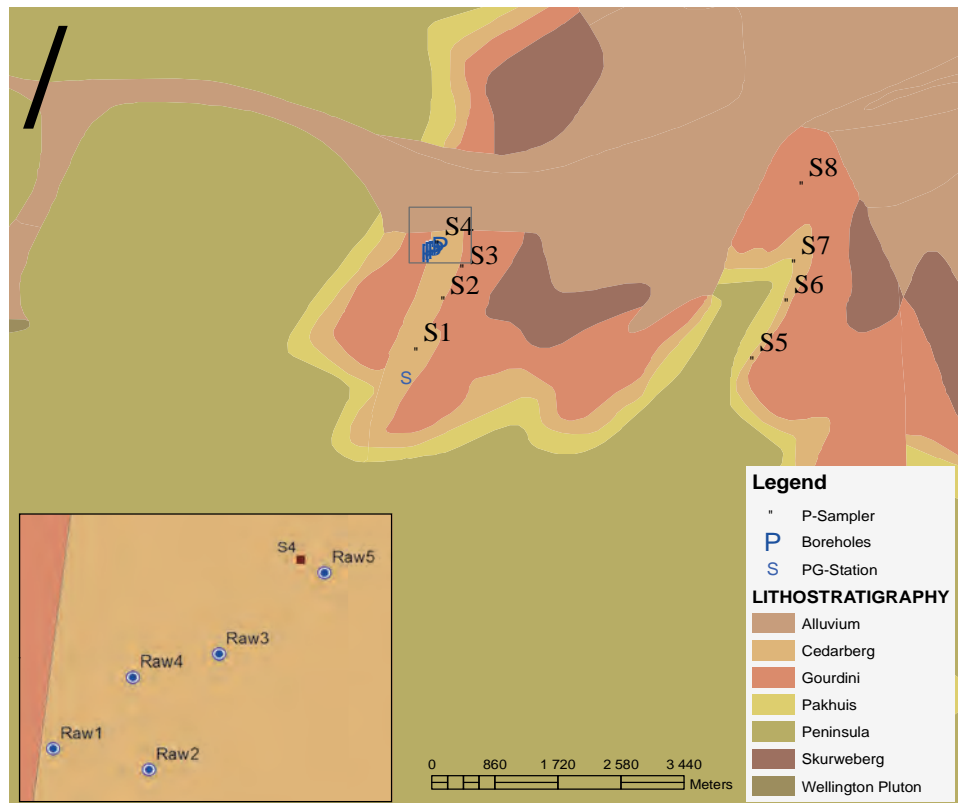 S8
S4
S7
S3
S2
S6
S1
S5
S
P
Legend
" P-Sampler
P Boreholes
S PG-Station
LITHOSTRATIGRAPHY
Alluvium
Cedarberg
Gourdini
Pakhuis
Peninsula
Skurweberg
Wellington Pluton
S4
Raw5
Raw3
Raw4
Raw1
Raw2
0 860 1 720 2 580 3 440
Meters